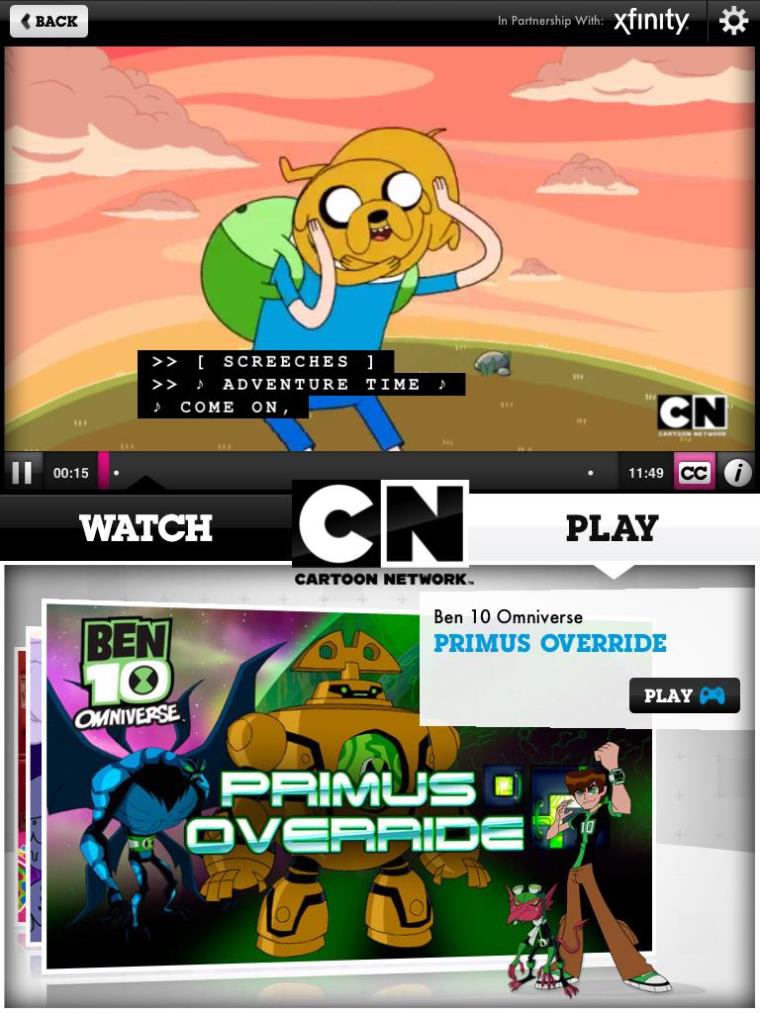 BACK
In Partnership With: xfinity
>> [ SCREECHES ]
>> ♪ ADVENTURE TIME ♪
♪ COME ON,
CN
CARTOON NETWORK
00:15
11:49
CC
i
WATCH
CN
CARTOON NETWORK™
PLAY
Ben 10 Omniverse
PRIMUS OVERRIDE
PLAY
BEN
10
OMNIVERSE
PRIMUS
OVERRIDE
10